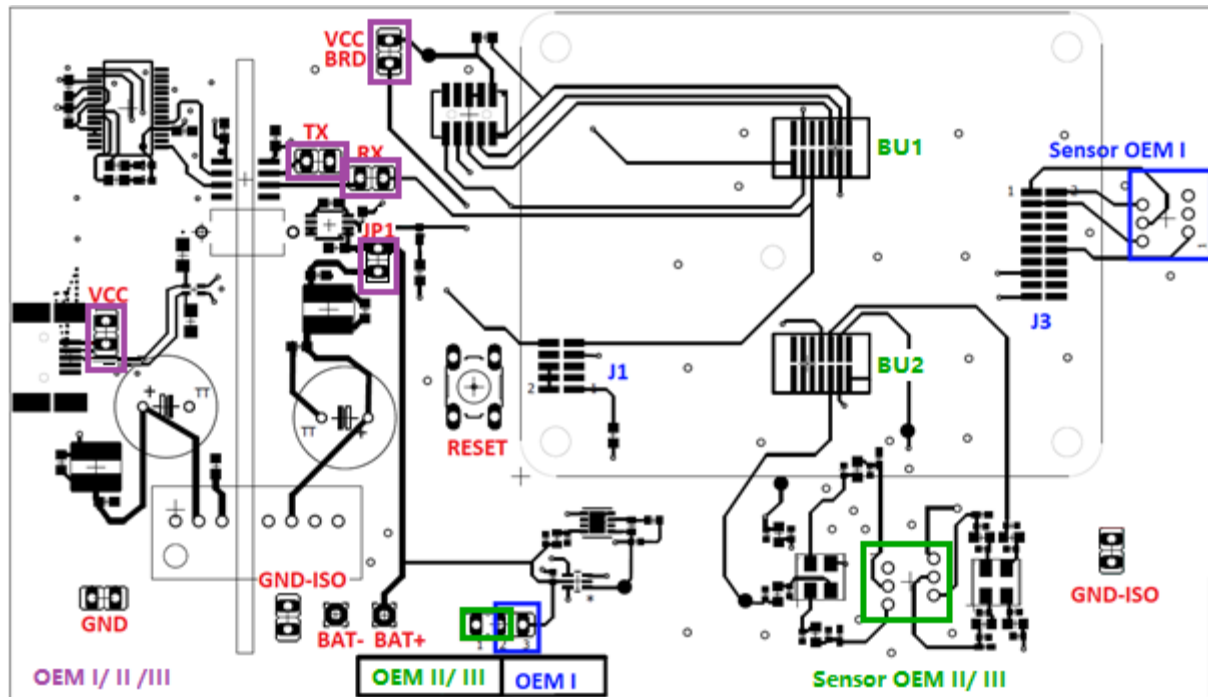 VCC
BRD
TX
RX
BU1
Sensor OEM I
1
2
JP1
VCC
J3
BU2
J1
2
1
TT
TT
RESET
GND-ISO
GND
BAT-
BAT+
1
2
3
GND-ISO
OEM I/ II /III
OEM II/ III
OEM I
Sensor OEM II/ III